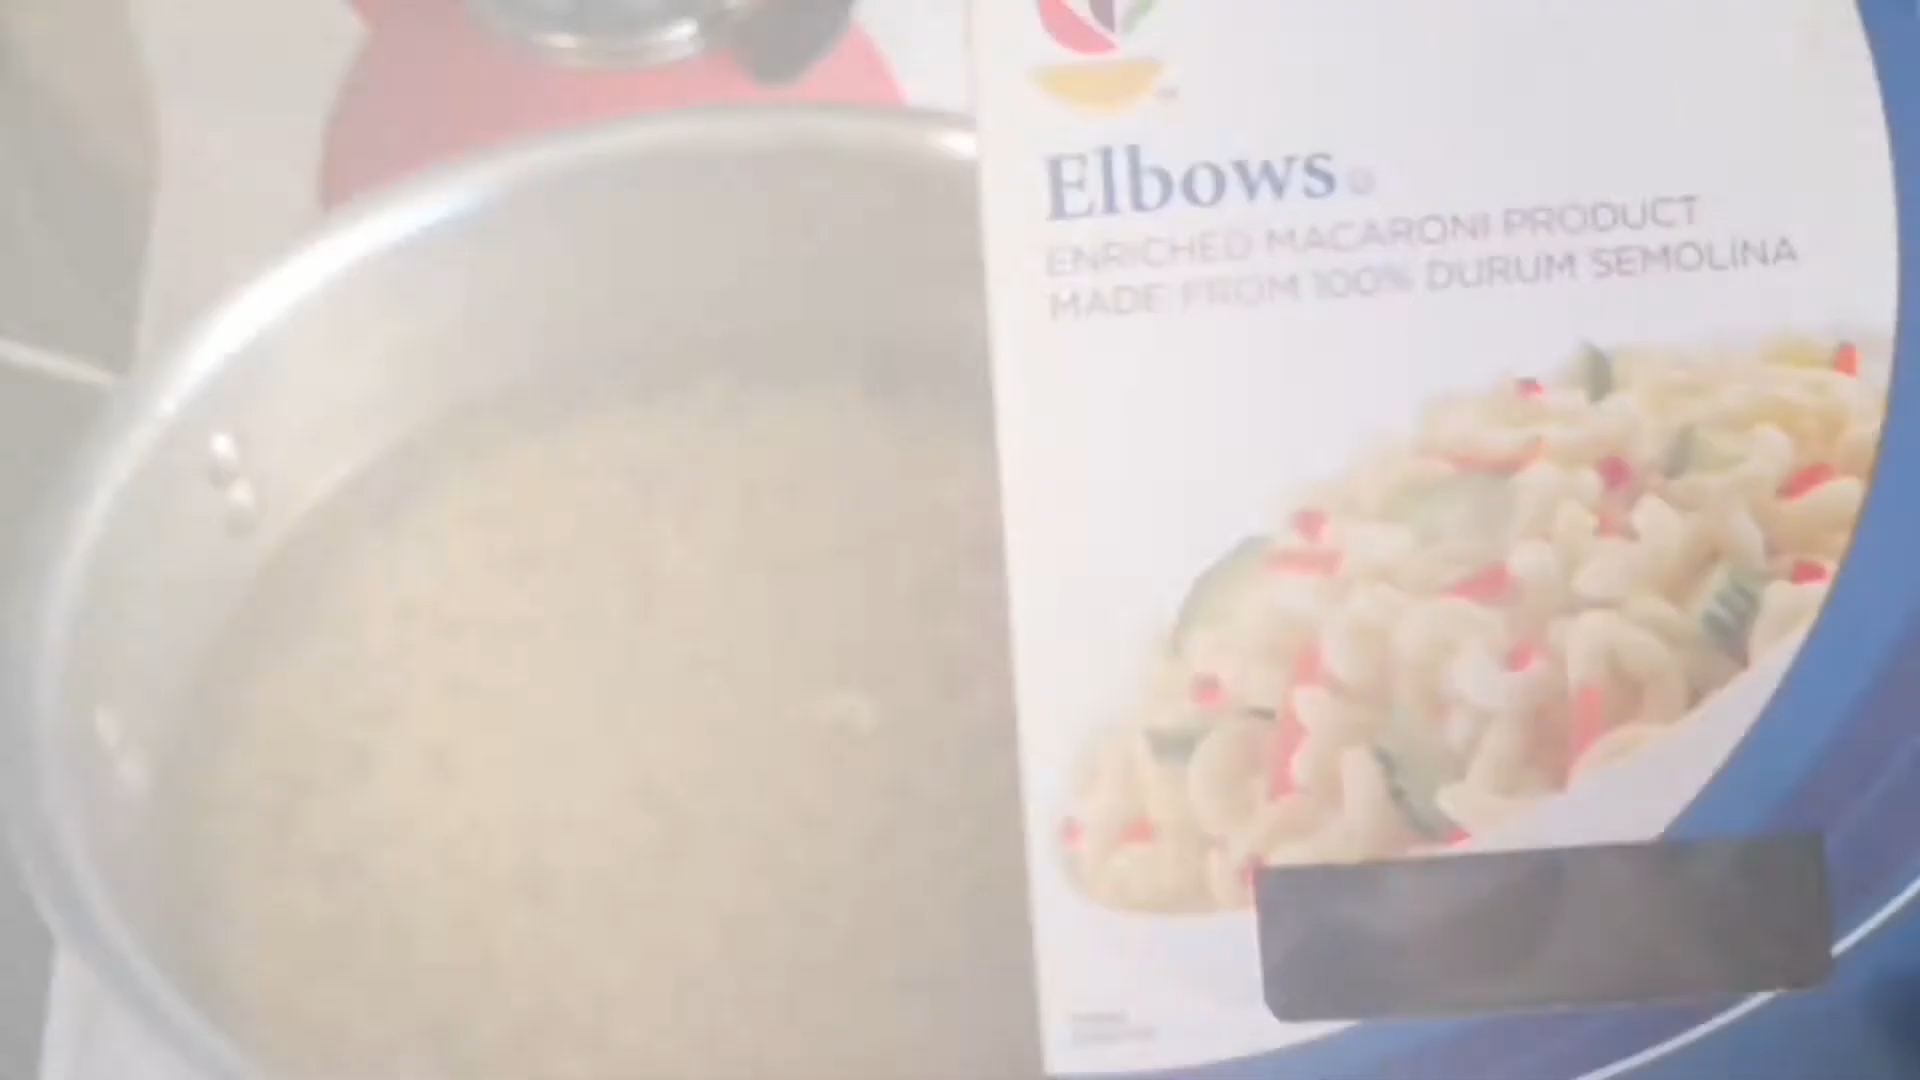 Elbows
ENRICHED MACARONI PRODUCT
MADE FROM 100% DURUM SEMOLINA